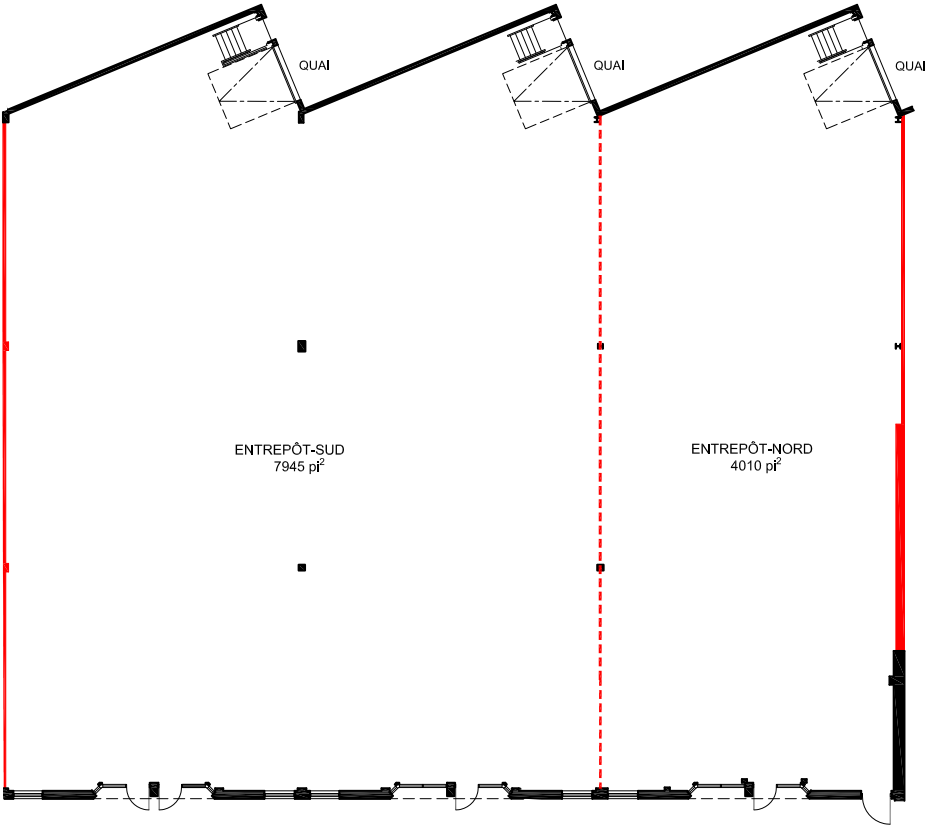 QUAI
QUAI
QUAI
ENTREPÔT-SUD
7945 pi²
ENTREPÔT-NORD
4010 pi²